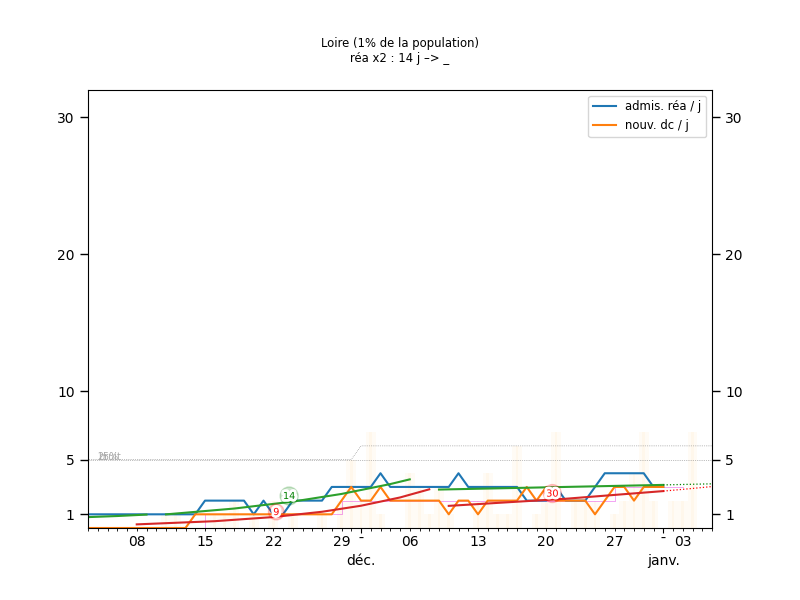 Loire (1% de la population)
réa x2 : 14 j –> _
admis. réa / j
nouv. dc / j
30 30
20 20
10 10
5 5
1 1
14
9
30
08 15 22 29 - 06 13 20 27 - 03
déc. janv.